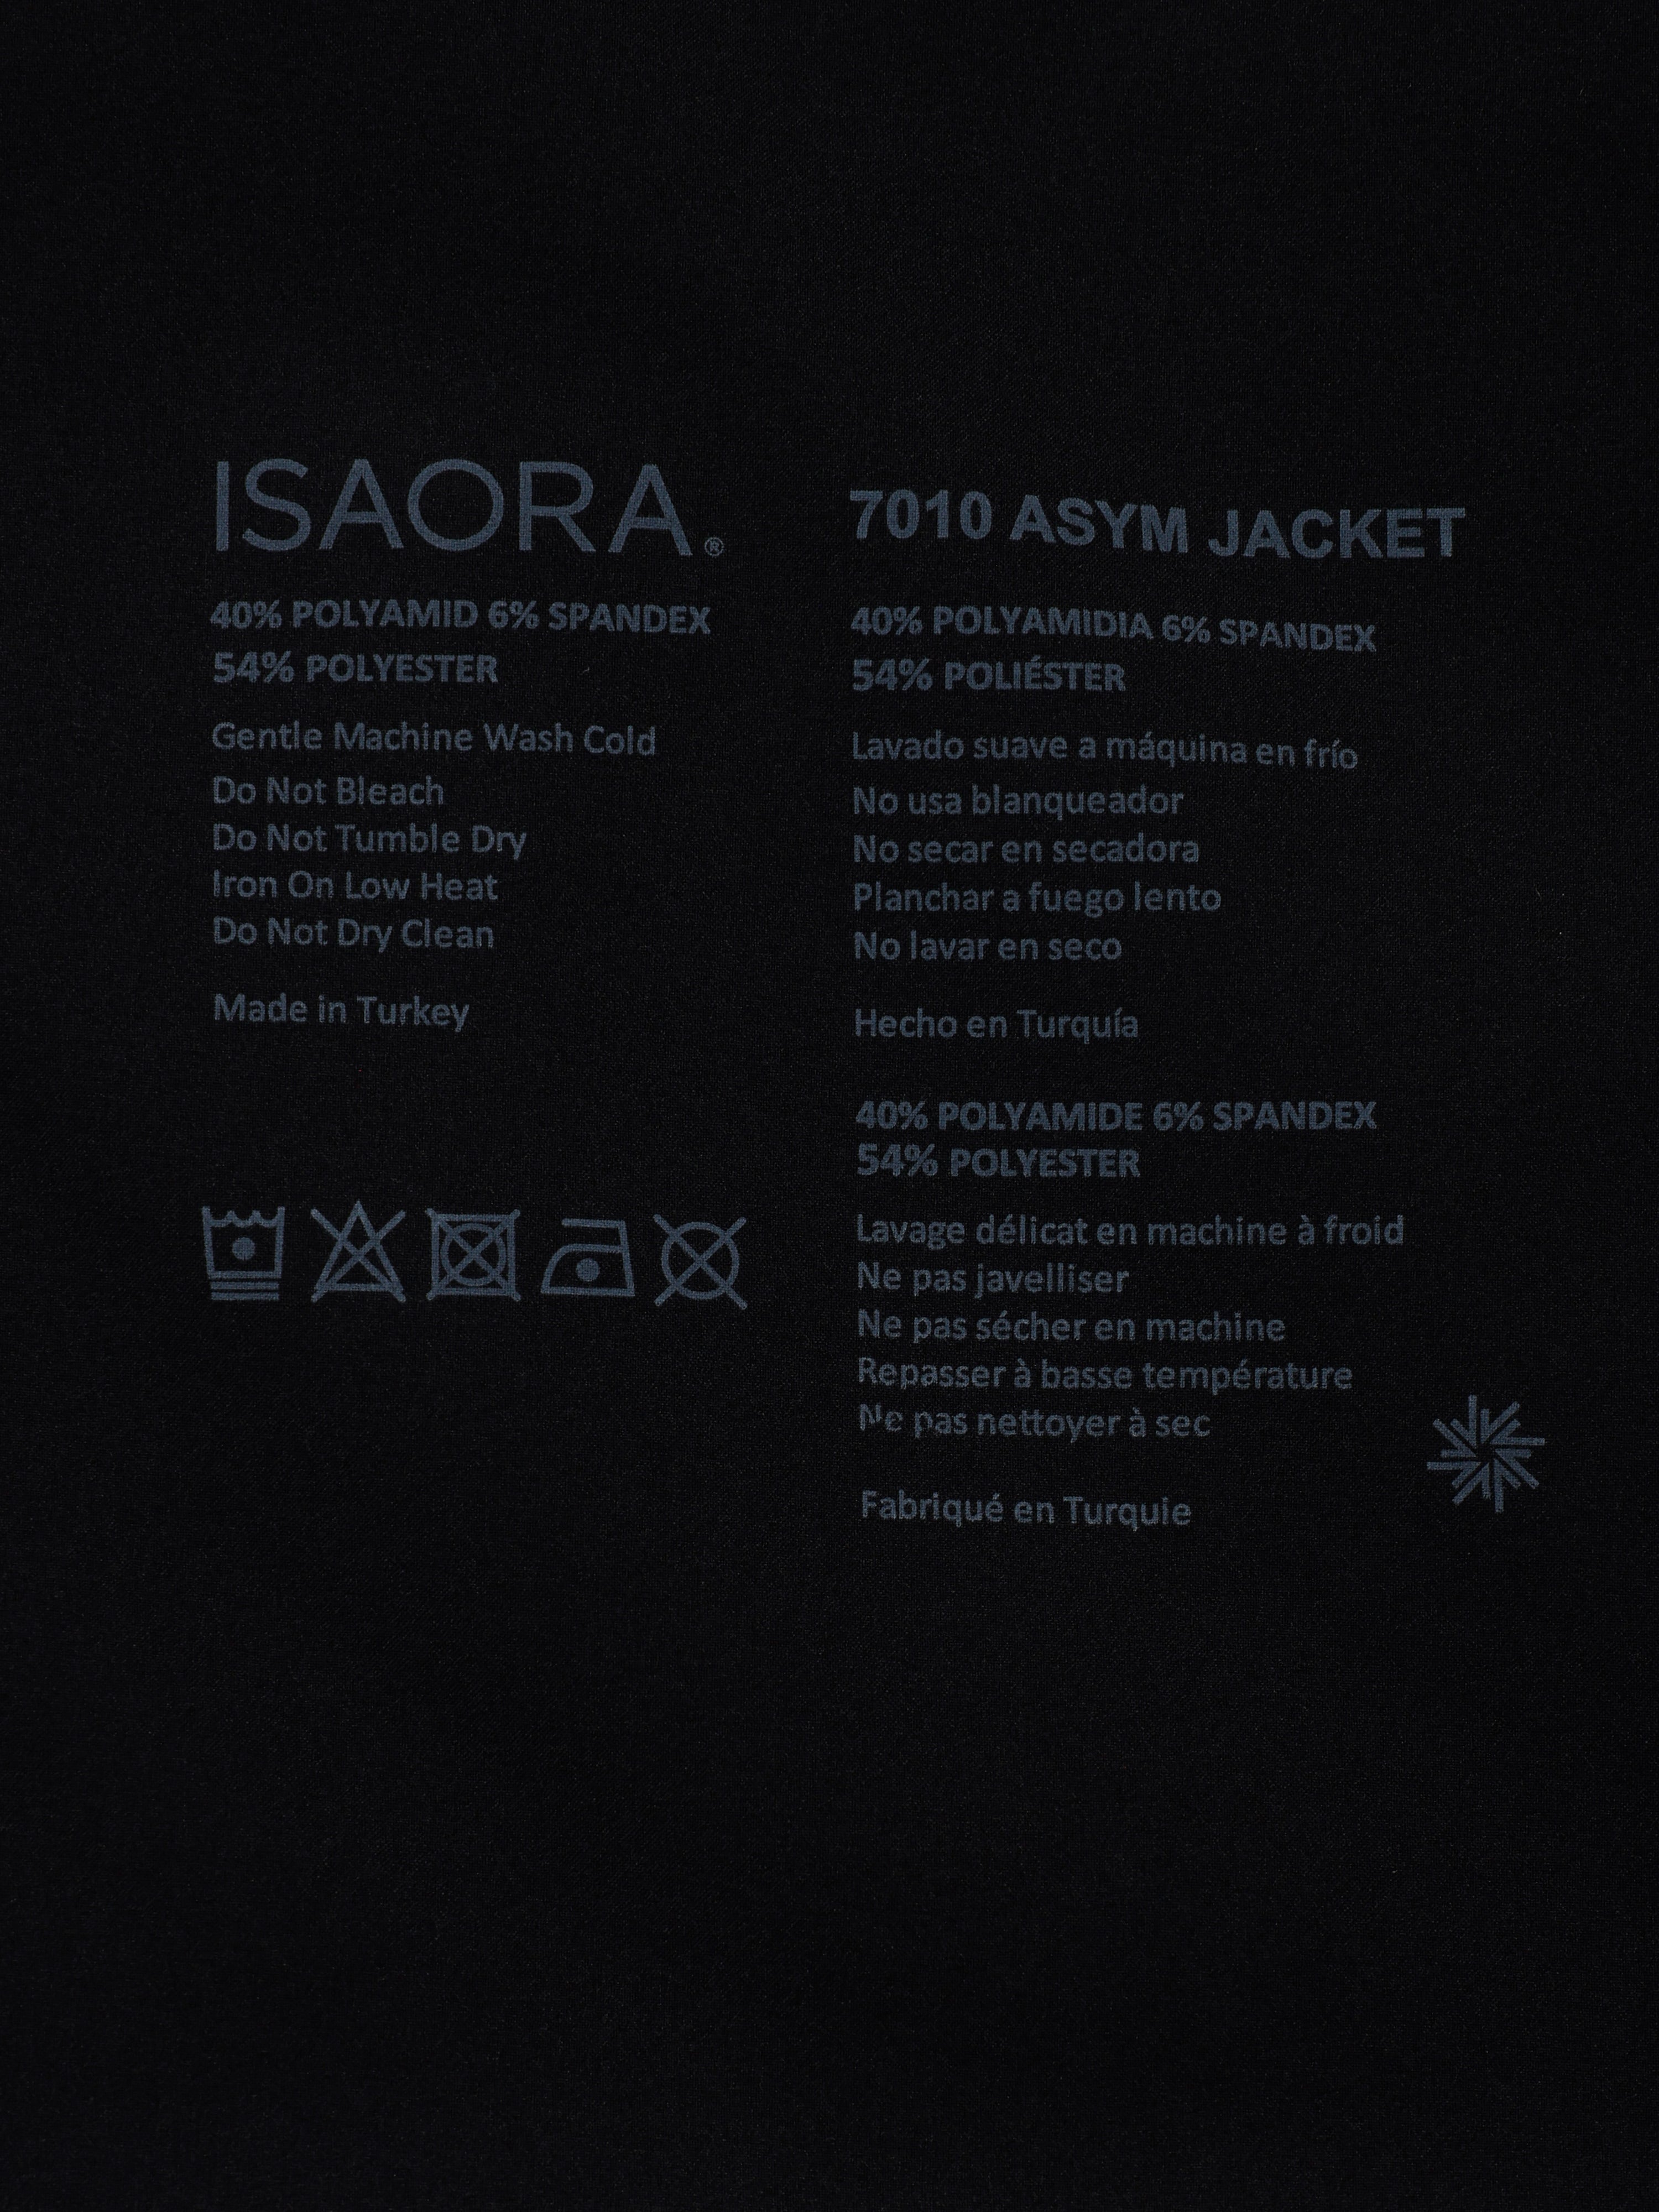 ISAORA®
40% POLYAMID 6% SPANDEX
54% POLYESTER
Gentle Machine Wash Cold
Do Not Bleach
Do Not Tumble Dry
Iron On Low Heat
Do Not Dry Clean
Made in Turkey
7010 ASYM JACKET
40% POLYAMIDIA 6% SPANDEX
54% POLIÉSTER
Lavado suave a máquina en frío
No usa blanqueador
No secar en secadora
Planchar a fuego lento
No lavar en seco
Hecho en Turquía
40% POLYAMIDE 6% SPANDEX
54% POLYESTER
Lavage délicat en machine à froid
Ne pas javelliser
Ne pas sécher en machine
Repasser à basse température
Ne pas nettoyer à sec
Fabriqué en Turquie